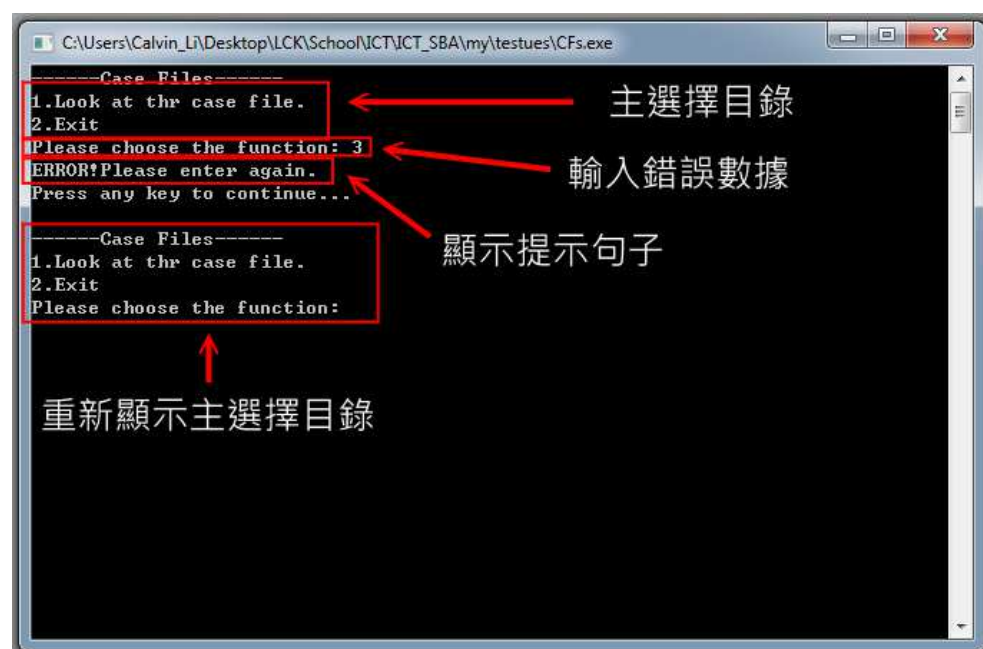 C:\Users\Calvin_Li\Desktop\LCK\School\ICT\ICT_SBA\my\testues\CFs.exe
------Case Files------
1.Look at thr case file.
主選擇目錄
2.Exit
Please choose the function: 3
輸入錯誤數據
ERROR!Please enter again.
Press any key to continue...
顯示提示句子
------Case Files------
1.Look at thr case file.
2.Exit
Please choose the function:
重新顯示主選擇目錄